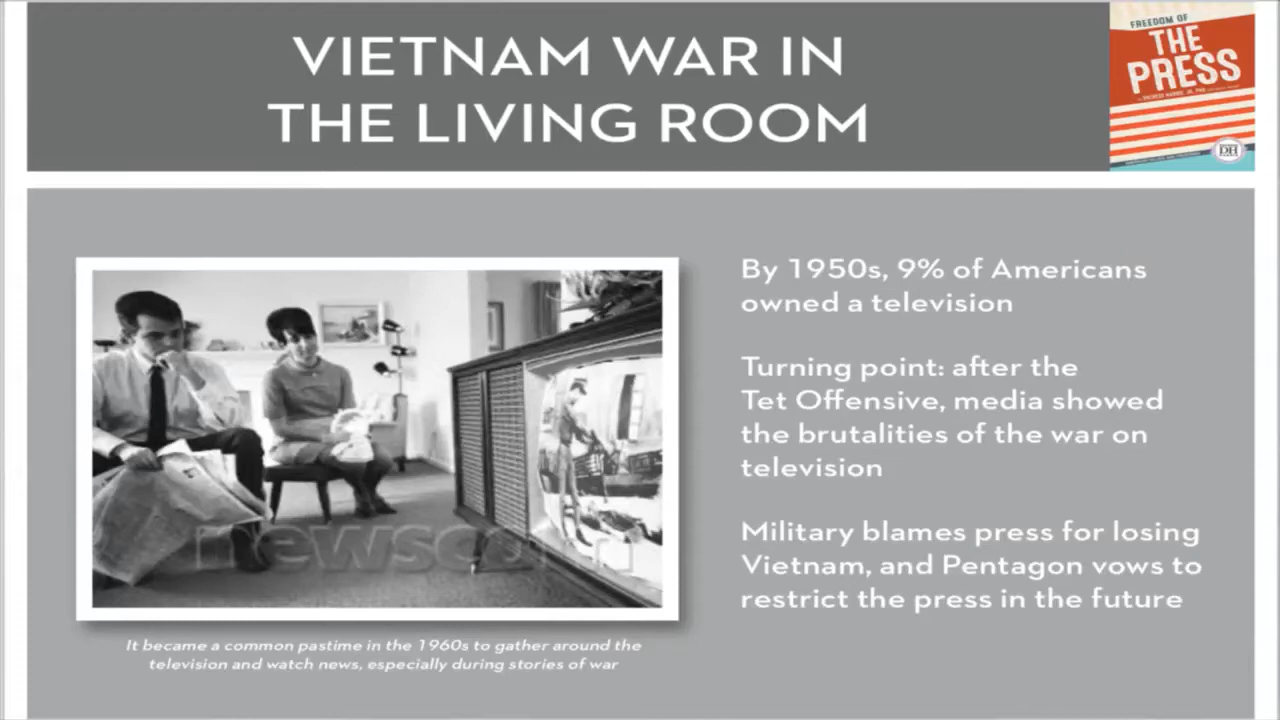 VIETNAM WAR IN
THE LIVING ROOM
FREEDOM OF
THE
PRESS
DH
By 1950s, 9% of Americans
owned a television
Turning point: after the
Tet Offensive, media showed
the brutalities of the war on
television
Military blames press for losing
Vietnam, and Pentagon vows to
restrict the press in the future
newscom
It became a common pastime in the 1960s to gather around the
television and watch news, especially during stories of war